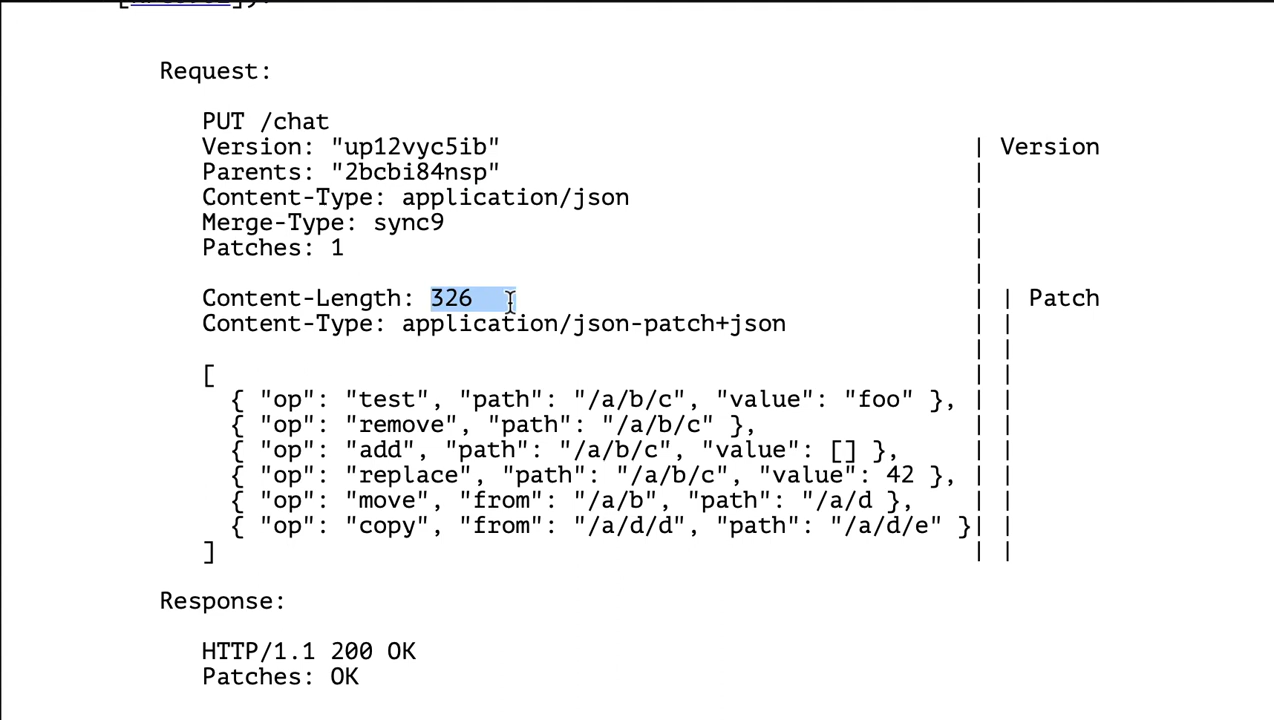 Request:
PUT /chat
Version: "up12vyc5ib" | Version
Parents: "2bcbi84nsp" |
Content-Type: application/json |
Merge-Type: sync9 |
Patches: 1 |
|
Content-Length: 326 | | Patch
Content-Type: application/json-patch+json | |
| |
[ | |
{ "op": "test", "path": "/a/b/c", "value": "foo" }, | |
{ "op": "remove", "path": "/a/b/c" }, | |
{ "op": "add", "path": "/a/b/c", "value": [] }, | |
{ "op": "replace", "path": "/a/b/c", "value": 42 }, | |
{ "op": "move", "from": "/a/b", "path": "/a/d }, | |
{ "op": "copy", "from": "/a/d/d", "path": "/a/d/e" }| |
] | |
Response:
HTTP/1.1 200 OK
Patches: OK